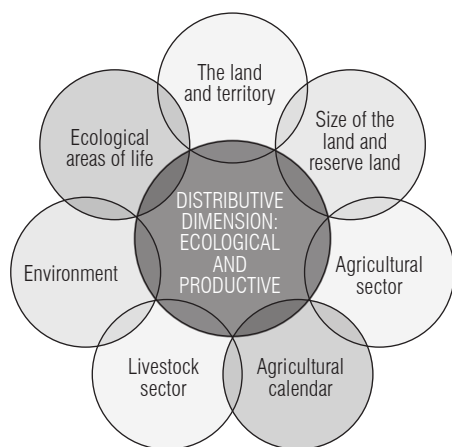 The land
and territory
Size of the
land and
reserve land
Agricultural
sector
Agricultural
calendar
Livestock
sector
Environment
Ecological
areas of life
DISTRIBUTIVE
DIMENSION:
ECOLOGICAL
AND
PRODUCTIVE